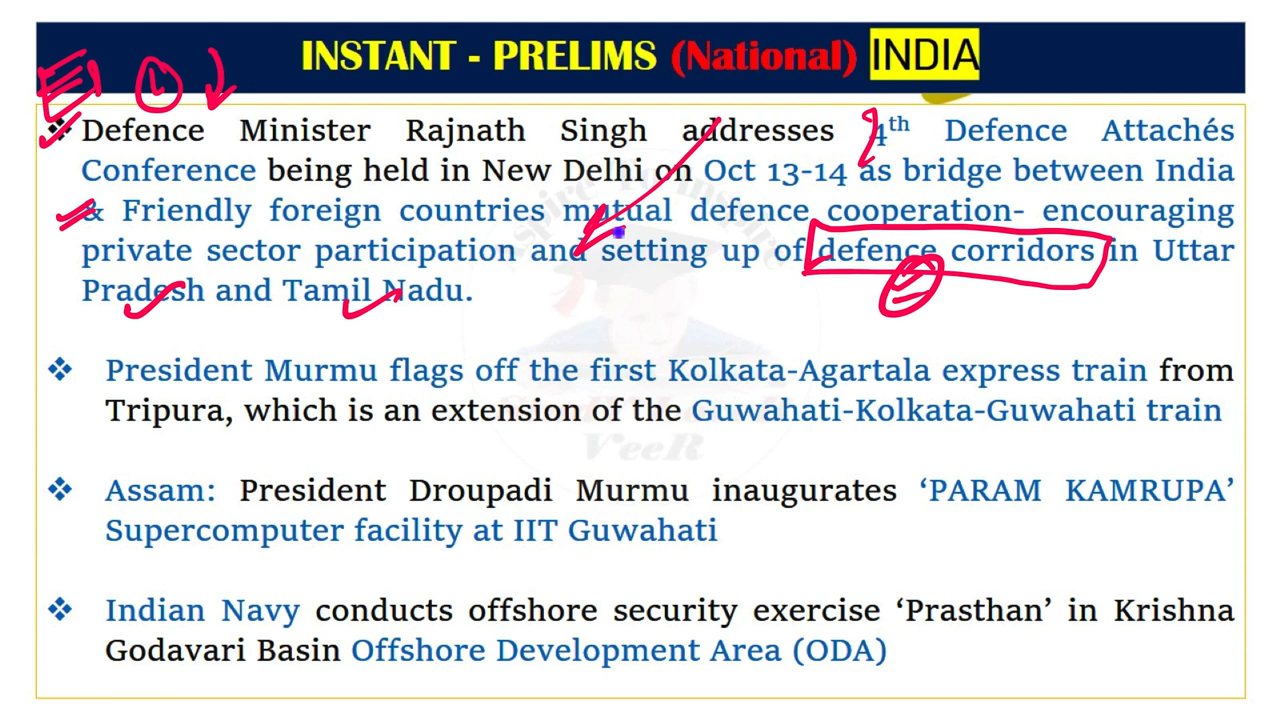 INSTANT - PRELIMS (National) INDIA
❖ Defence Minister Rajnath Singh addresses 4th Defence Attachés
Conference being held in New Delhi on Oct 13-14 as bridge between India
& Friendly foreign countries mutual defence cooperation- encouraging
private sector participation and setting up of defence corridors in Uttar
Pradesh and Tamil Nadu.
❖ President Murmu flags off the first Kolkata-Agartala express train from
Tripura, which is an extension of the Guwahati-Kolkata-Guwahati train
❖ Assam: President Droupadi Murmu inaugurates ‘PARAM KAMRUPA’
Supercomputer facility at IIT Guwahati
❖ Indian Navy conducts offshore security exercise ‘Prasthan’ in Krishna
Godavari Basin Offshore Development Area (ODA)